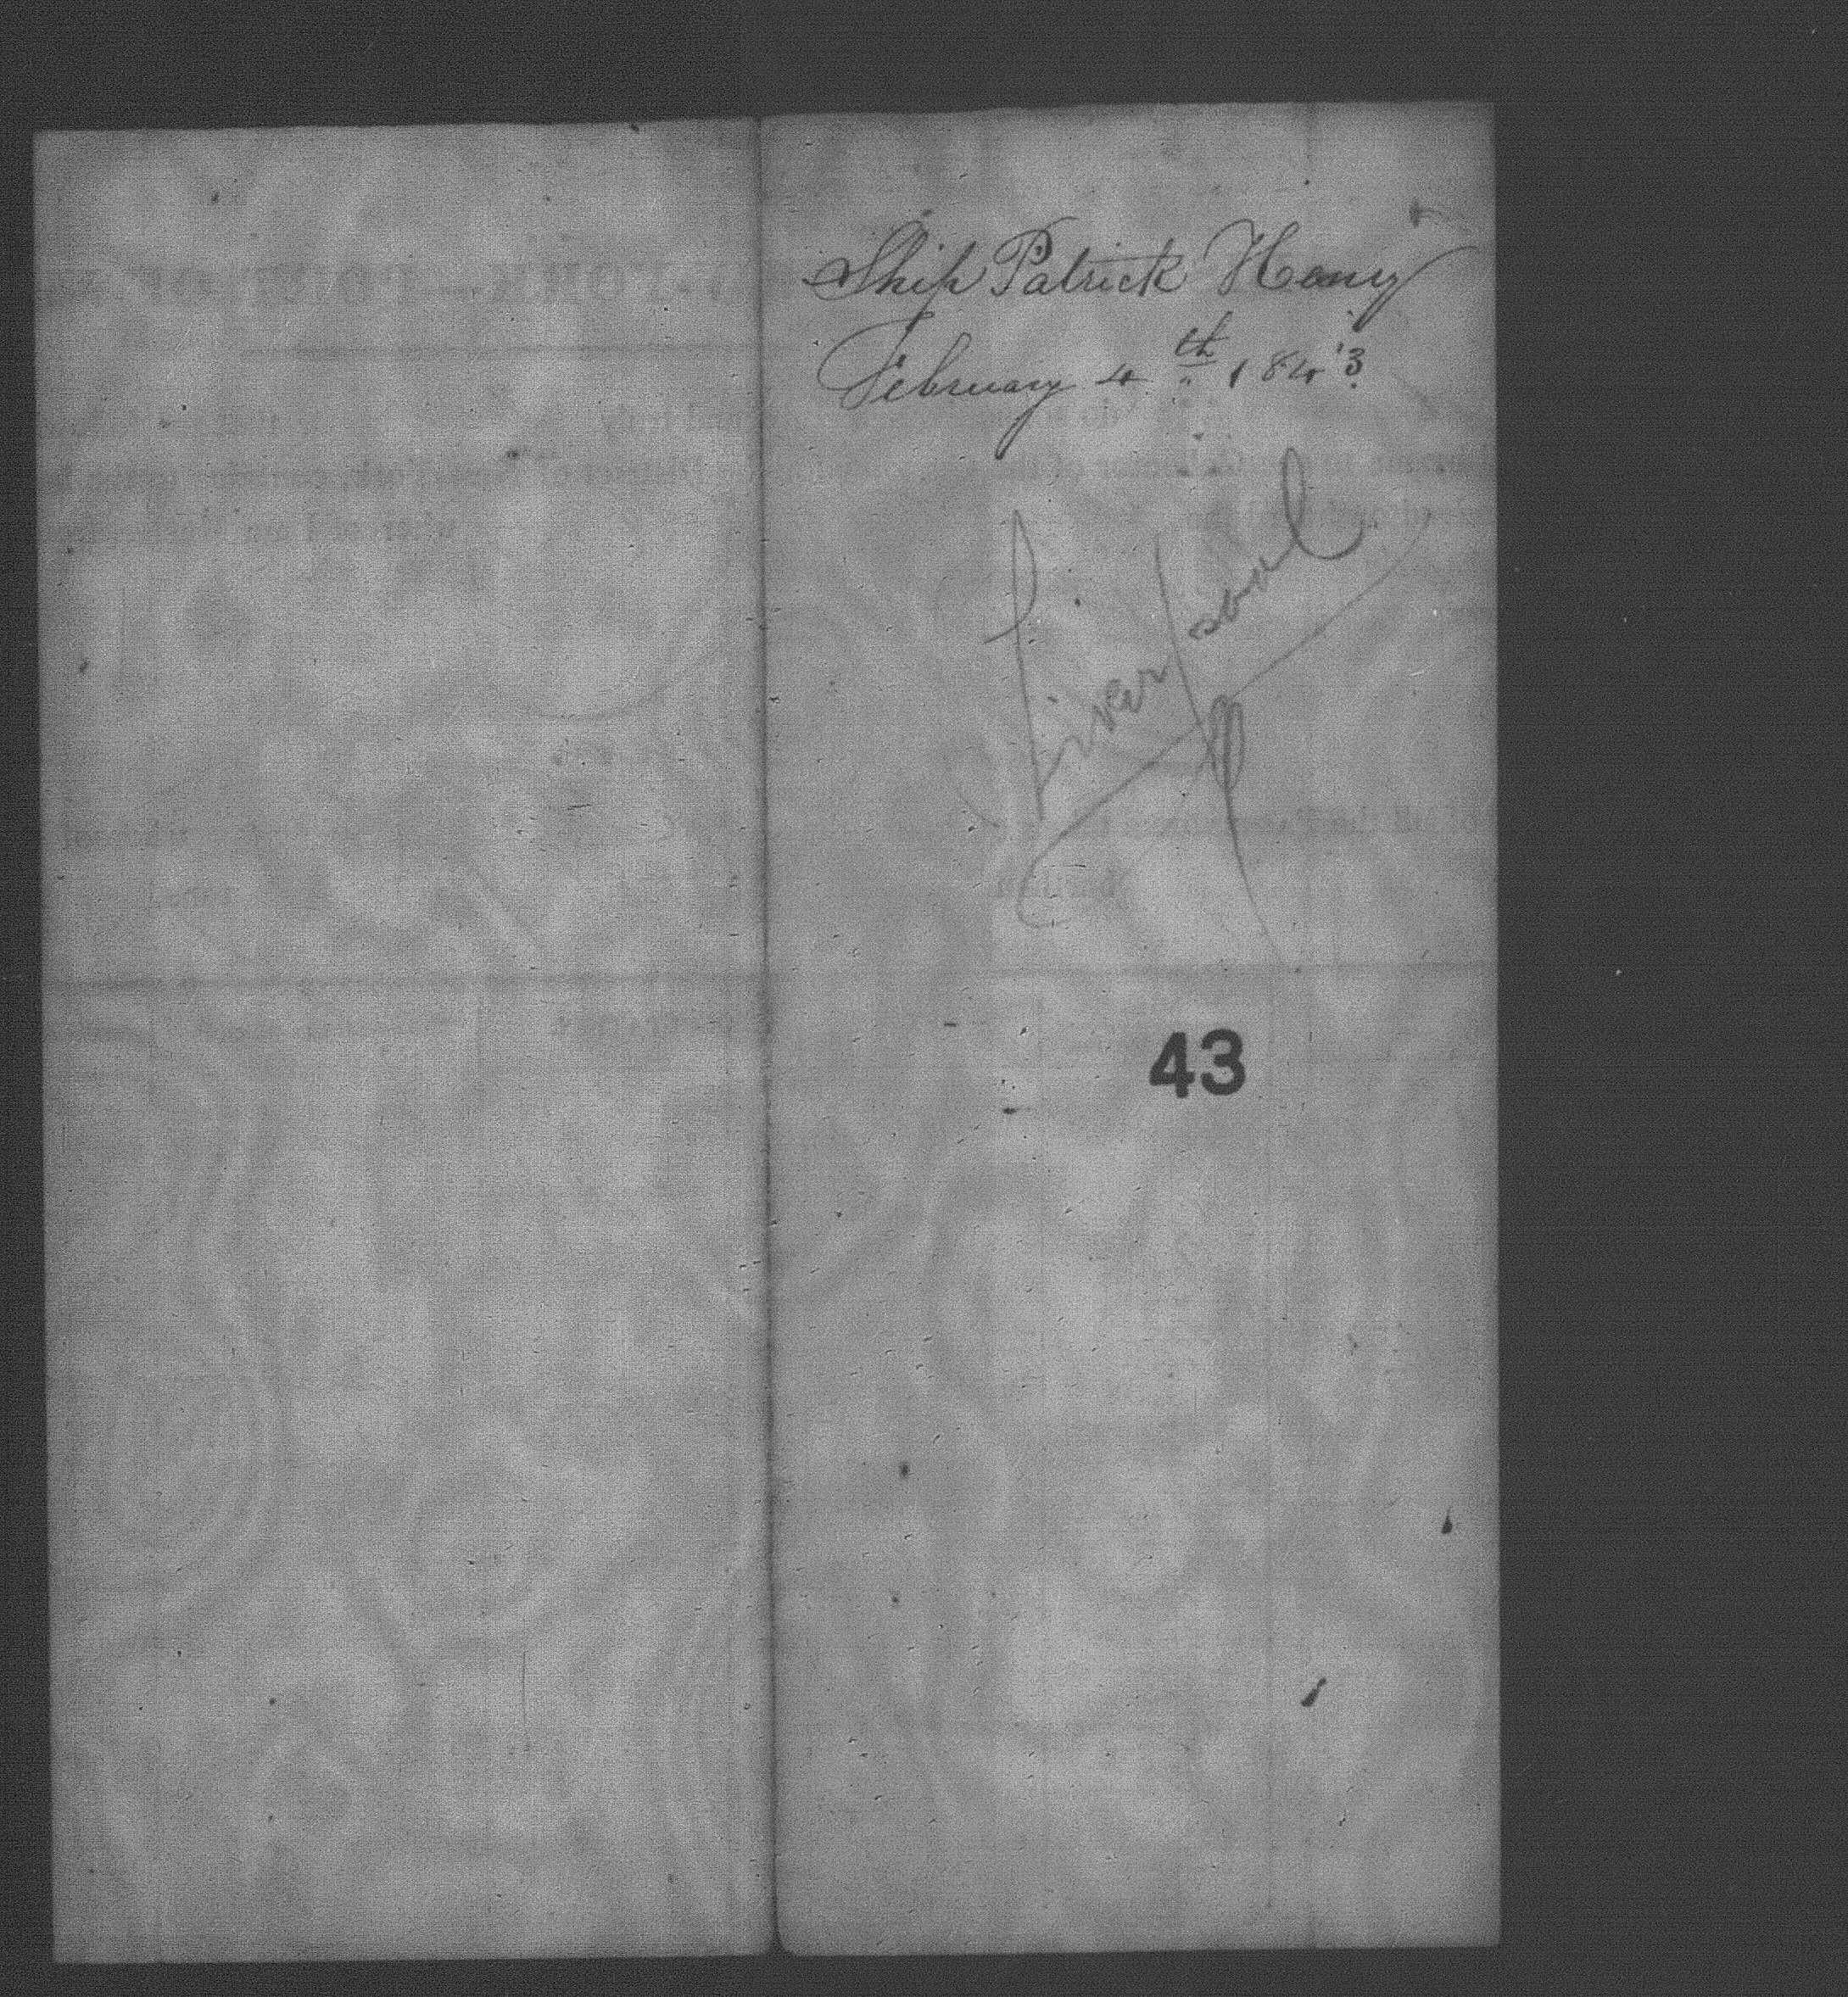 Ship Patrick Henry
February 4th 1843
Liverpool
43